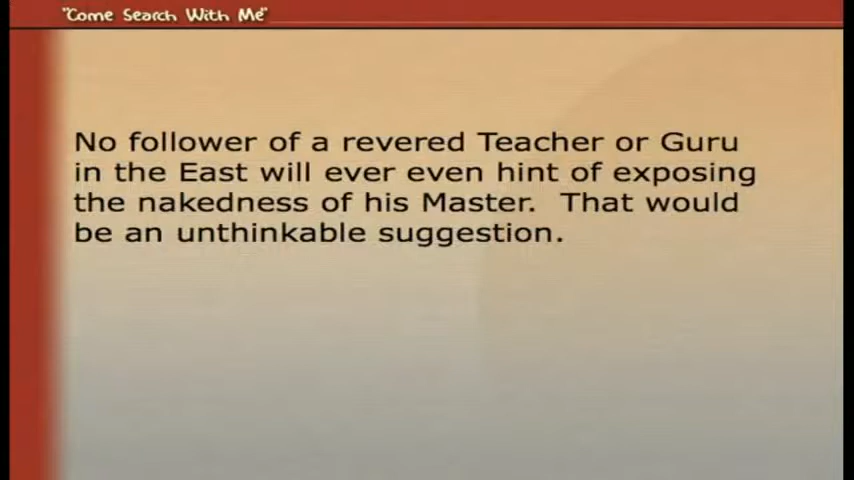 "Come Search With Me"
No follower of a revered Teacher or Guru
in the East will ever even hint of exposing
the nakedness of his Master.  That would
be an unthinkable suggestion.